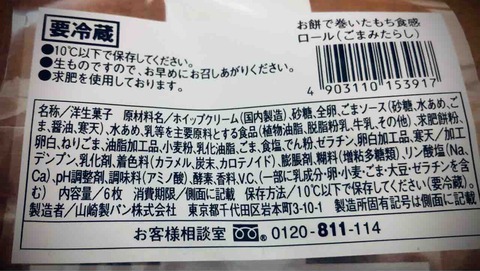 要冷蔵
●10℃以下で保存してください。
●生ものですので、お早めにお召しあがりください。
●求肥を使用しております。
お餅で巻いたもち食感
ロール(ごまみたらし)
4903110153917
名称/洋生菓子 原材料名/ホイップクリーム(国内製造)、砂糖、全卵、ごまソース(砂糖、水あめ、ご
ま、醤油、寒天)、水あめ、乳等を主要原料とする食品(植物油脂、脱脂粉乳、牛乳、その他)、求肥餅粉、
卵白、ねりごま、油脂加工品、小麦粉、乳化油脂、ごま、食塩、でん粉、ゼラチン、卵白加工品、寒天/加工
デンプン、乳化剤、着色料(カラメル、炭末、カロテノイド)、膨脹剤、糊料(増粘多糖類)、リン酸塩(Na、
Ca)、pH調整剤、調味料(アミノ酸)、酵素、香料、V.C、(一部に乳成分・卵・小麦・ごま・大豆・ゼラチンを含
む) 内容量/6枚 消費期限/側面に記載 保存方法/10℃以下で保存してください(要冷蔵)。
製造者/山崎製パン株式会社 東京都千代田区岩本町3-10-1 製造所固有記号は側面に記載
お客様相談室 0120-811-114